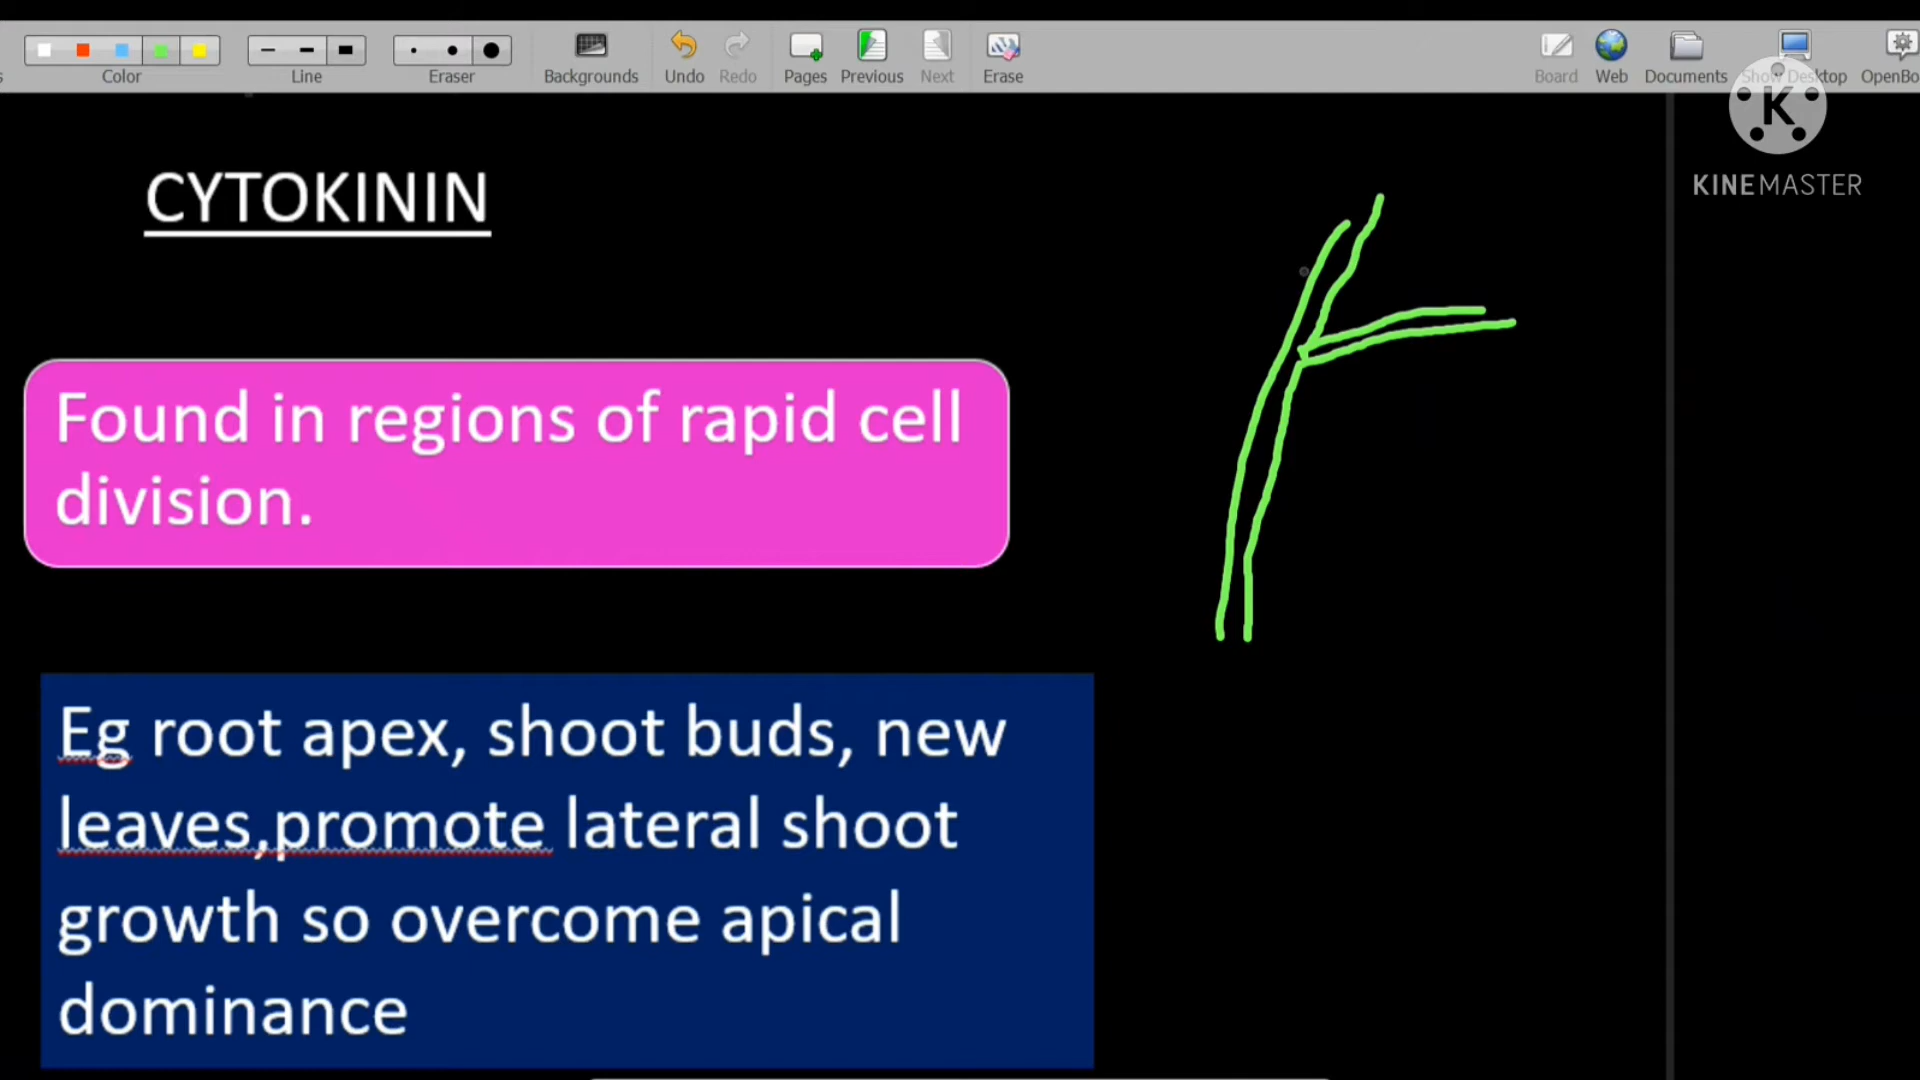 Color Line Eraser Backgrounds Undo Redo Pages Previous Next Erase Board Web Documents Show Desktop OpenBo
K
KINEMASTER
CYTOKININ
Found in regions of rapid cell
division.
Eg root apex, shoot buds, new
leaves,promote lateral shoot
growth so overcome apical
dominance